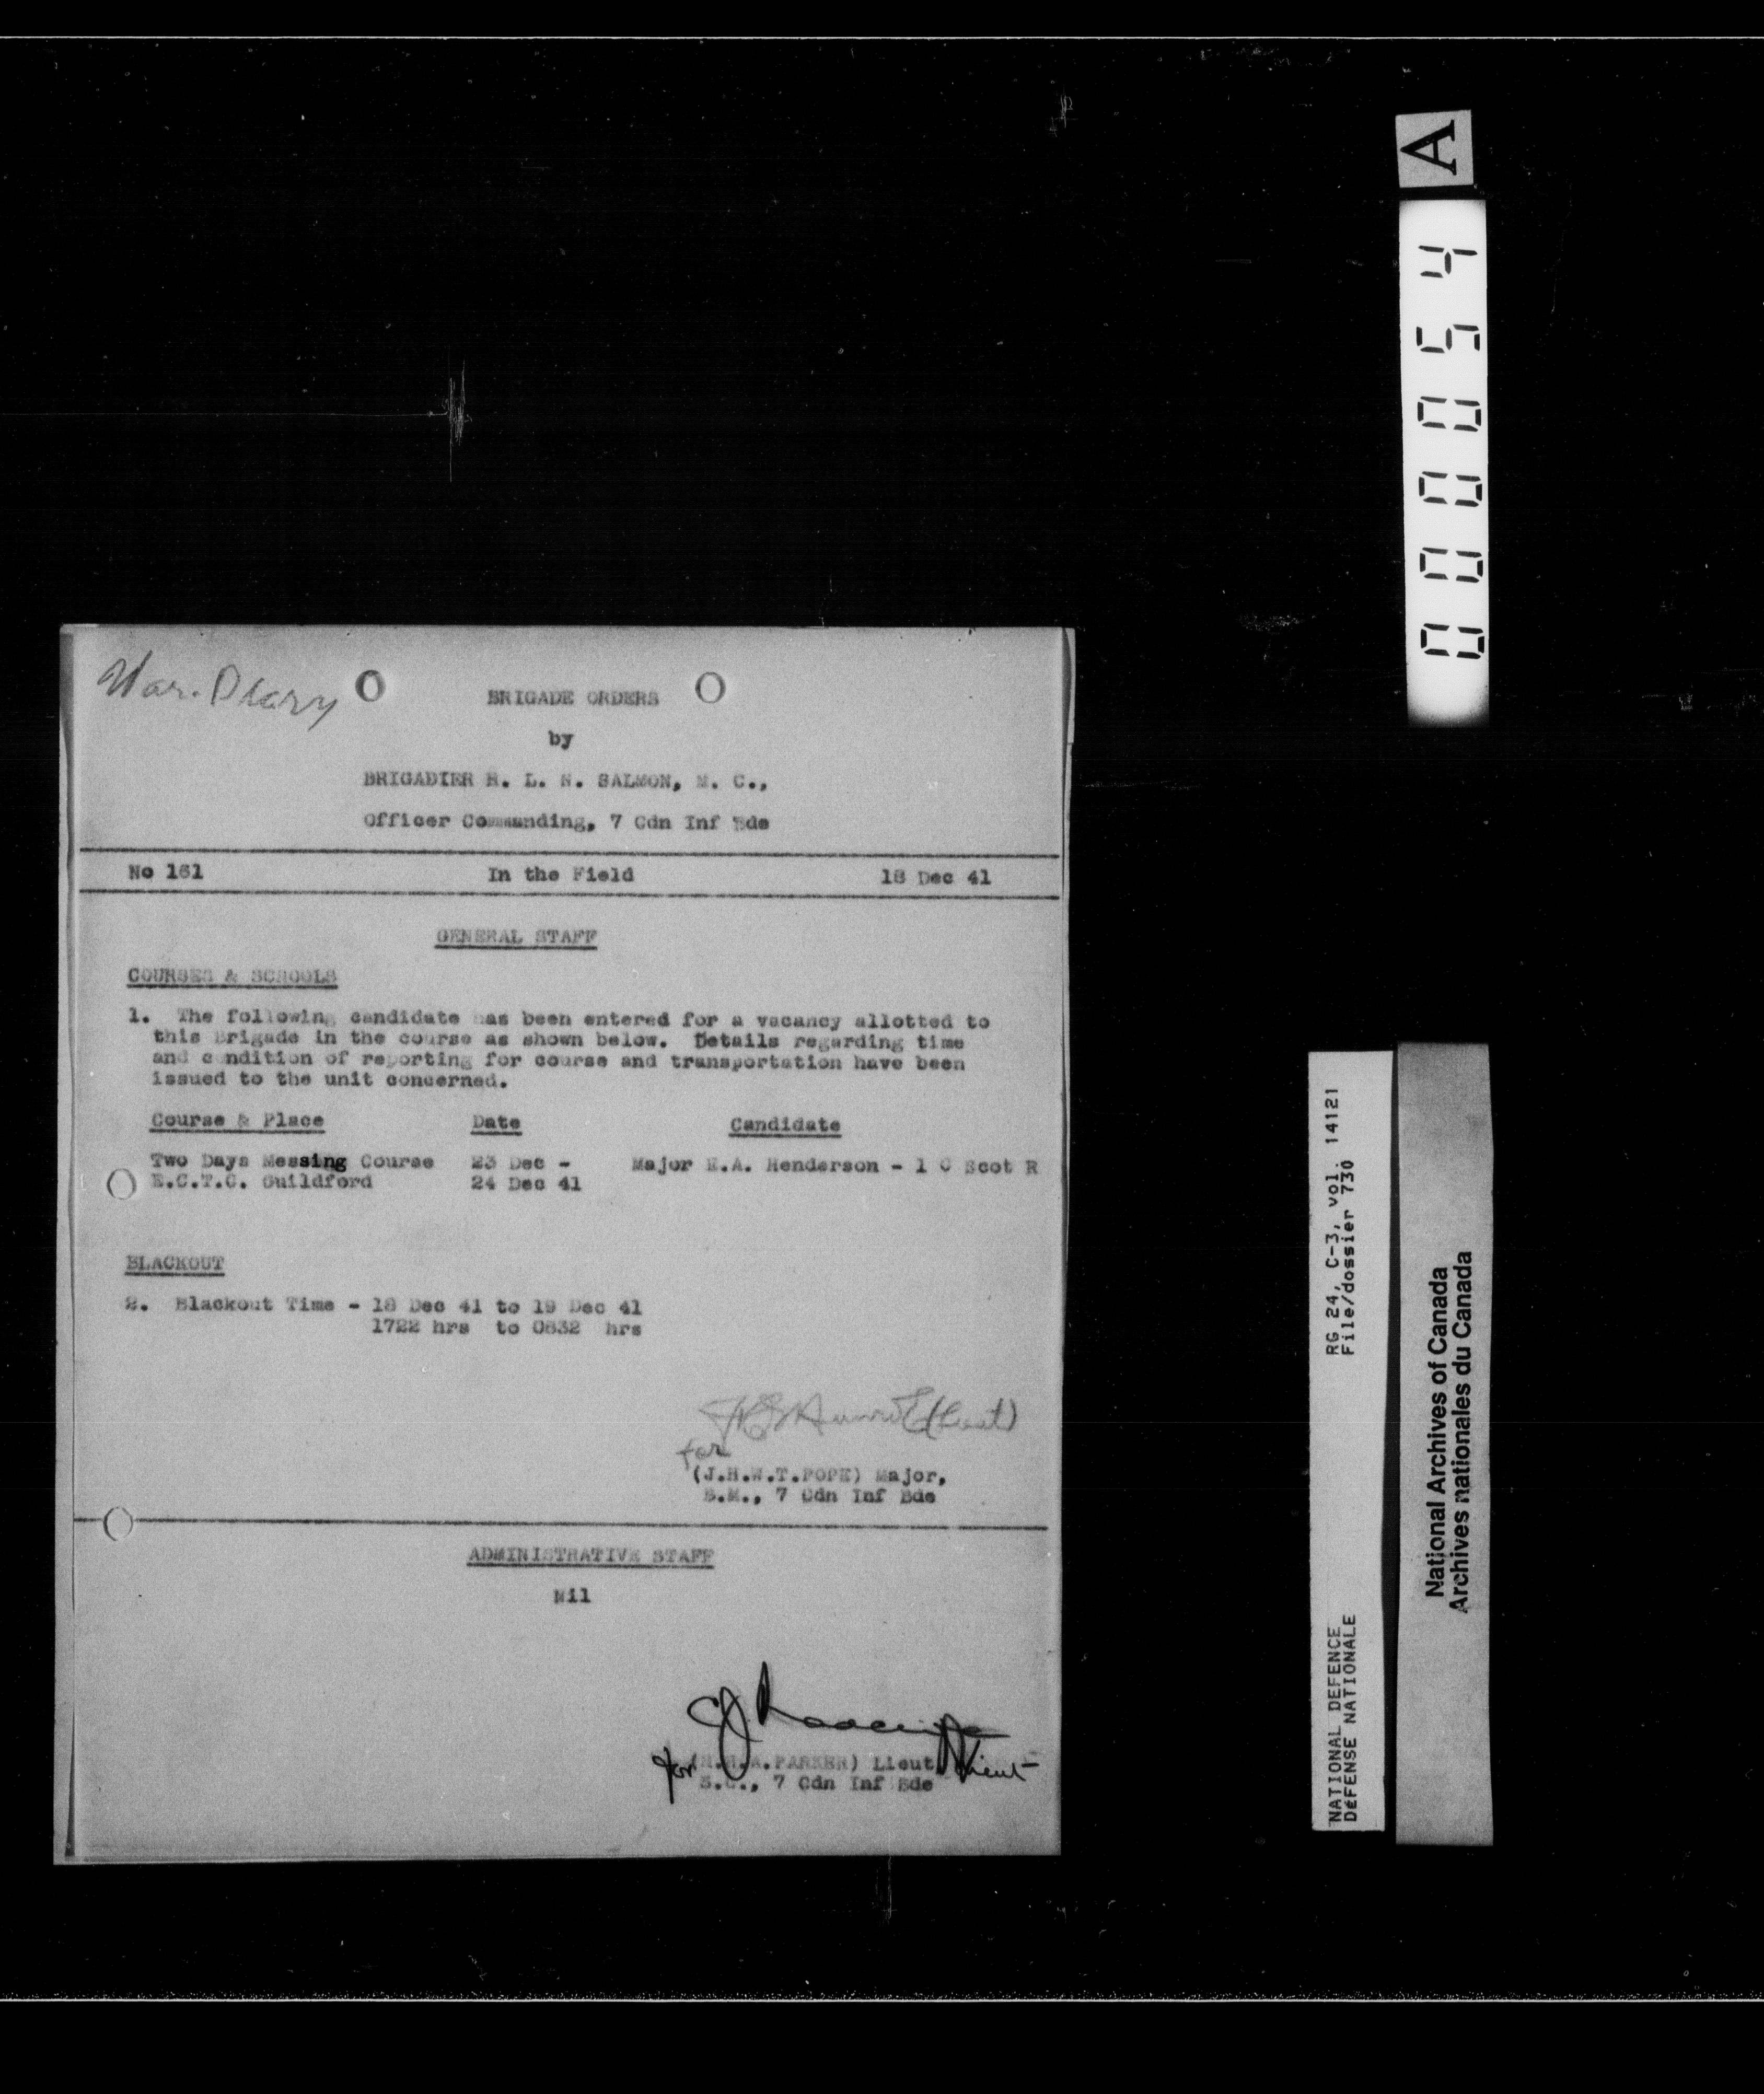 War Diary
BRIGADE ORDERS
by
BRIGADIER H. L. N. SALMON, M. C.,
Officer Commanding, 7 Cdn Inf Bde
No 161 In the Field 18 Dec 41
GENERAL STAFF
COURSES & SCHOOLS
1. The following candidate has been entered for a vacancy allotted to
this Brigade in the course as shown below. Details regarding time
and condition of reporting for course and transportation have been
issued to the unit concerned.
Course & Place Date Candidate
Two Days Messing Course 23 Dec - Major E.A. Henderson - 1 C Scot R
E.C.T.C. Guildford 24 Dec 41
BLACKOUT
2. Blackout Time - 18 Dec 41 to 19 Dec 41
1722 hrs to 0832 hrs
(Lieut)
for
(J.H.W.T.POPE) Major,
B.M., 7 Cdn Inf Bde
ADMINISTRATIVE STAFF
Nil
for (H.H.A.PARKER) Lieut Lieut
S.C., 7 Cdn Inf Bde
A
000054
RG 24, C-3, vol. 14121
File/dossier 730
NATIONAL DEFENCE
DéFENSE NATIONALE
National Archives of Canada
Archives nationales du Canada